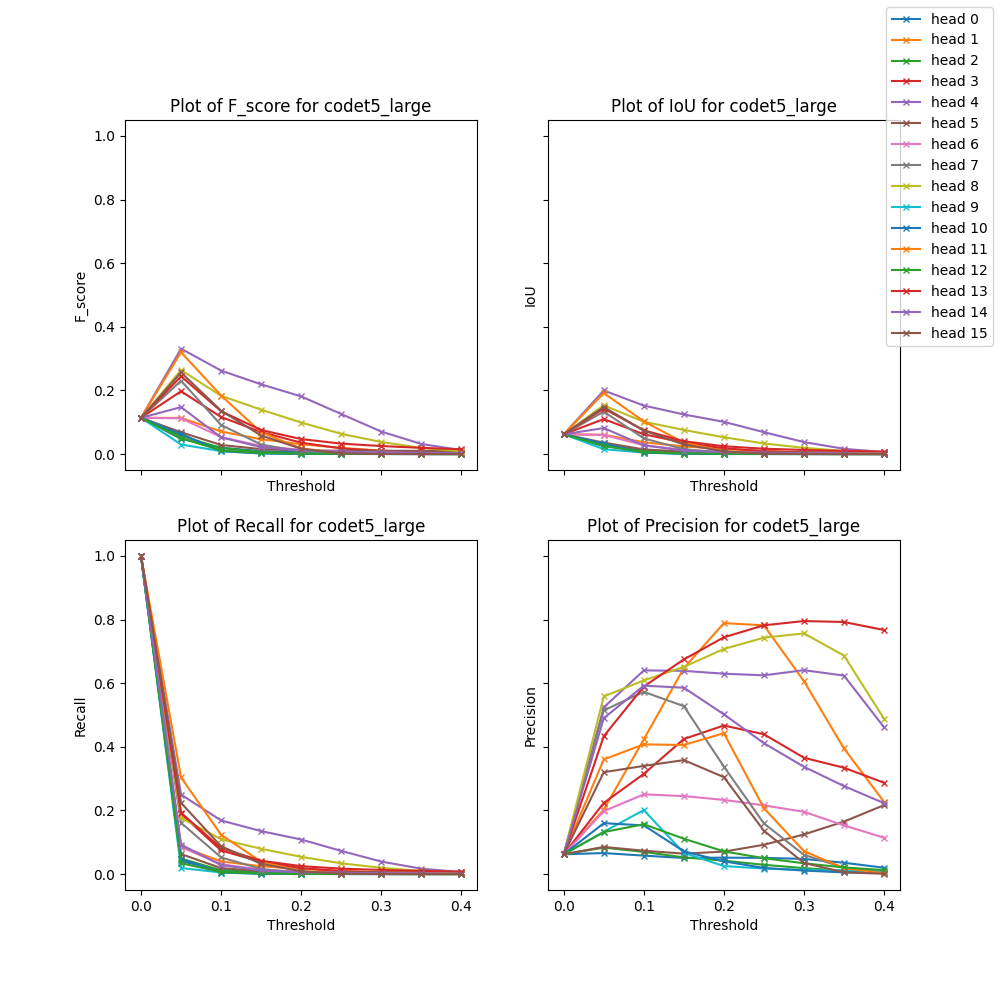 head 0
head 1
head 2
head 3
head 4
head 5
head 6
head 7
head 8
head 9
head 10
head 11
head 12
head 13
head 14
head 15
Plot of F_score for codet5_large
1.0
0.8
0.6
0.4
0.2
0.0
F_score
Threshold
Plot of IoU for codet5_large
IoU
Threshold
Plot of Recall for codet5_large
1.0
0.8
0.6
0.4
0.2
0.0
Recall
0.0 0.1 0.2 0.3 0.4
Threshold
Plot of Precision for codet5_large
Precision
0.0 0.1 0.2 0.3 0.4
Threshold